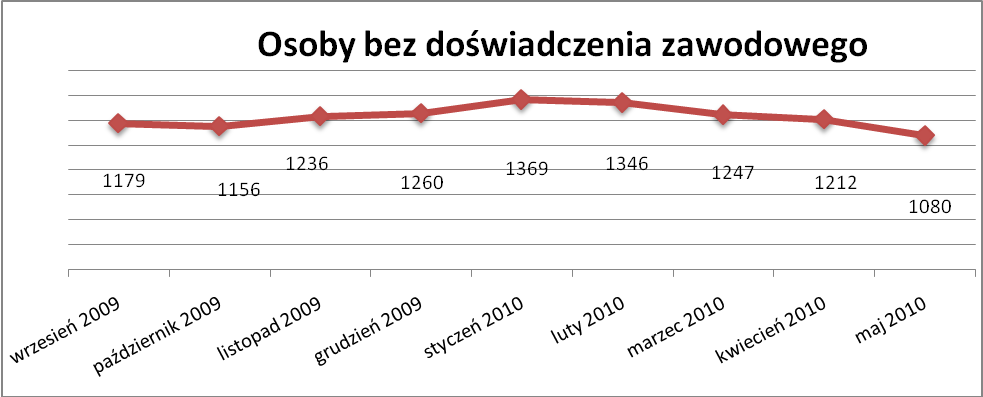 Osoby bez doświadczenia zawodowego
1179
1156
1236
1260
1369
1346
1247
1212
1080
wrzesień 2009
październik 2009
listopad 2009
grudzień 2009
styczeń 2010
luty 2010
marzec 2010
kwiecień 2010
maj 2010